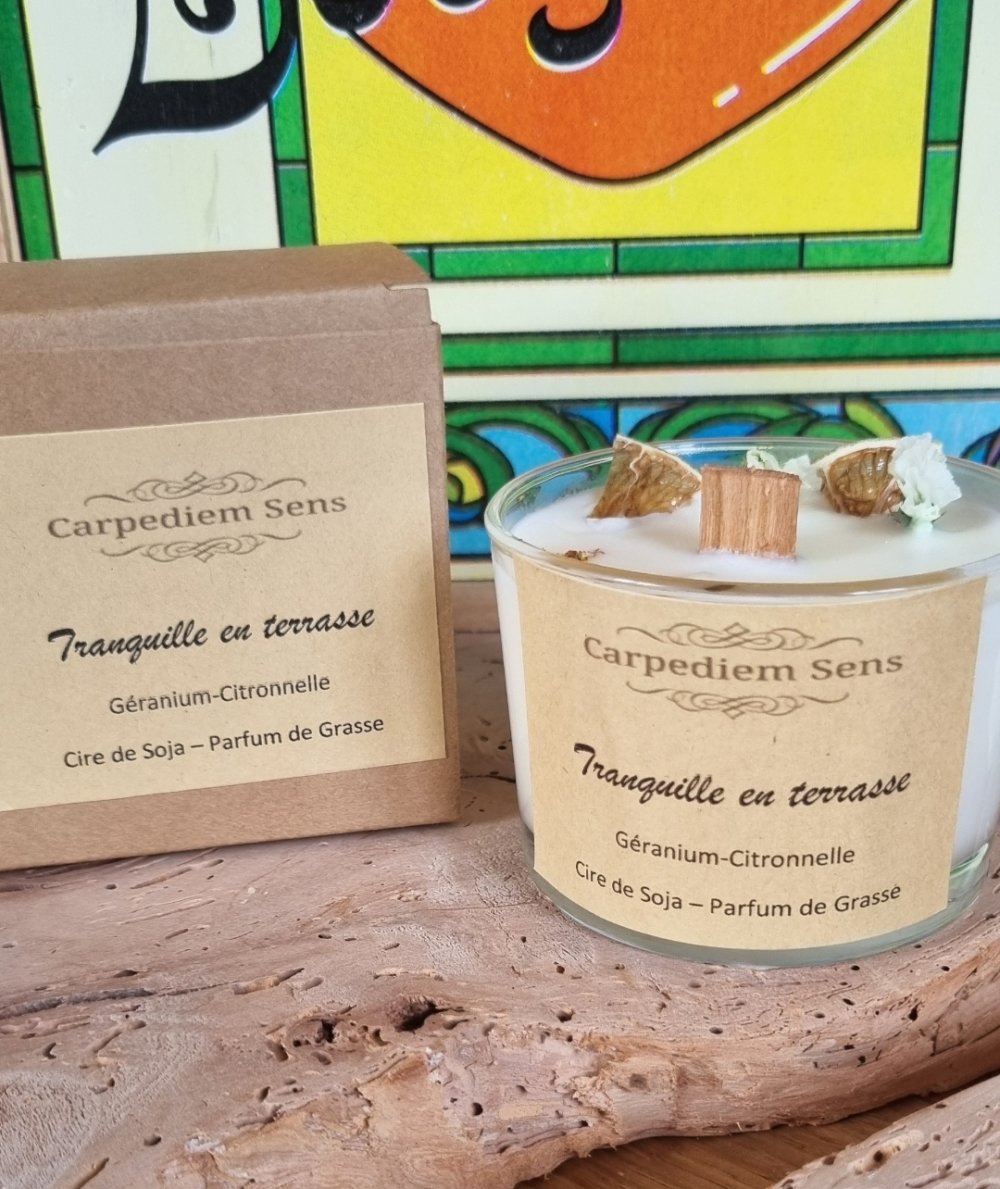 Carpediem Sens
Tranquille en terrasse
Géranium-Citronnelle
Cire de Soja – Parfum de Grasse
Carpediem Sens
Tranquille en terrasse
Géranium-Citronnelle
Cire de Soja – Parfum de Grasse